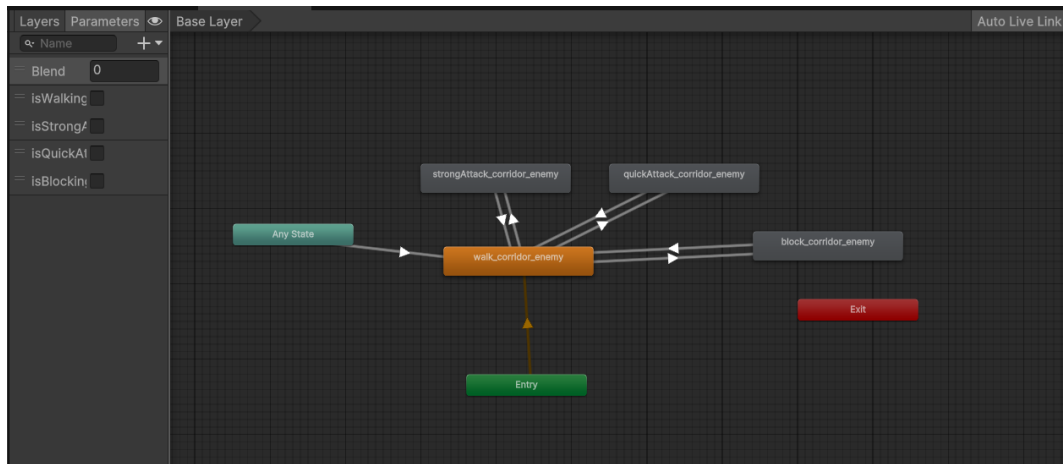 Layers Parameters Base Layer Auto Live Link
Name
Blend 0
isWalking
isStrongA
isQuickAt
isBlocking
strongAttack_corridor_enemy quickAttack_corridor_enemy
Any State
block_corridor_enemy
walk_corridor_enemy
Exit
Entry